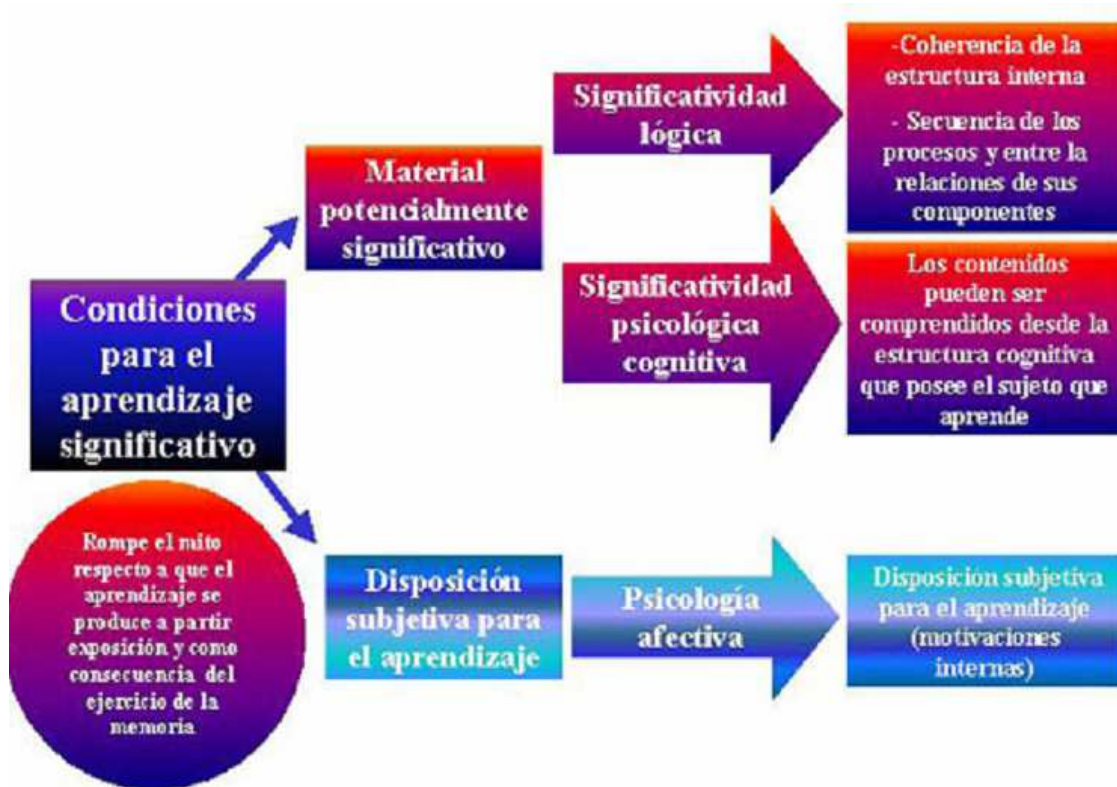 Condiciones
para el
aprendizaje
significativo
Rompe el mito
respecto a que el
aprendizaje se
produce a partir
exposición y como
consecuencia del
ejercicio de la
memoria
Material
potencialmente
significativo
Significatividad
lógica
-Coherencia de la
estructura interna
- Secuencia de los
procesos y entre la
relaciones de sus
componentes
Significatividad
psicológica
cognitiva
Los contenidos
pueden ser
comprendidos desde la
estructura cognitiva
que posee el sujeto que
aprende
Disposición
subjetiva para
el aprendizaje
Psicología
afectiva
Disposición subjetiva
para el aprendizaje
(motivaciones
internas)